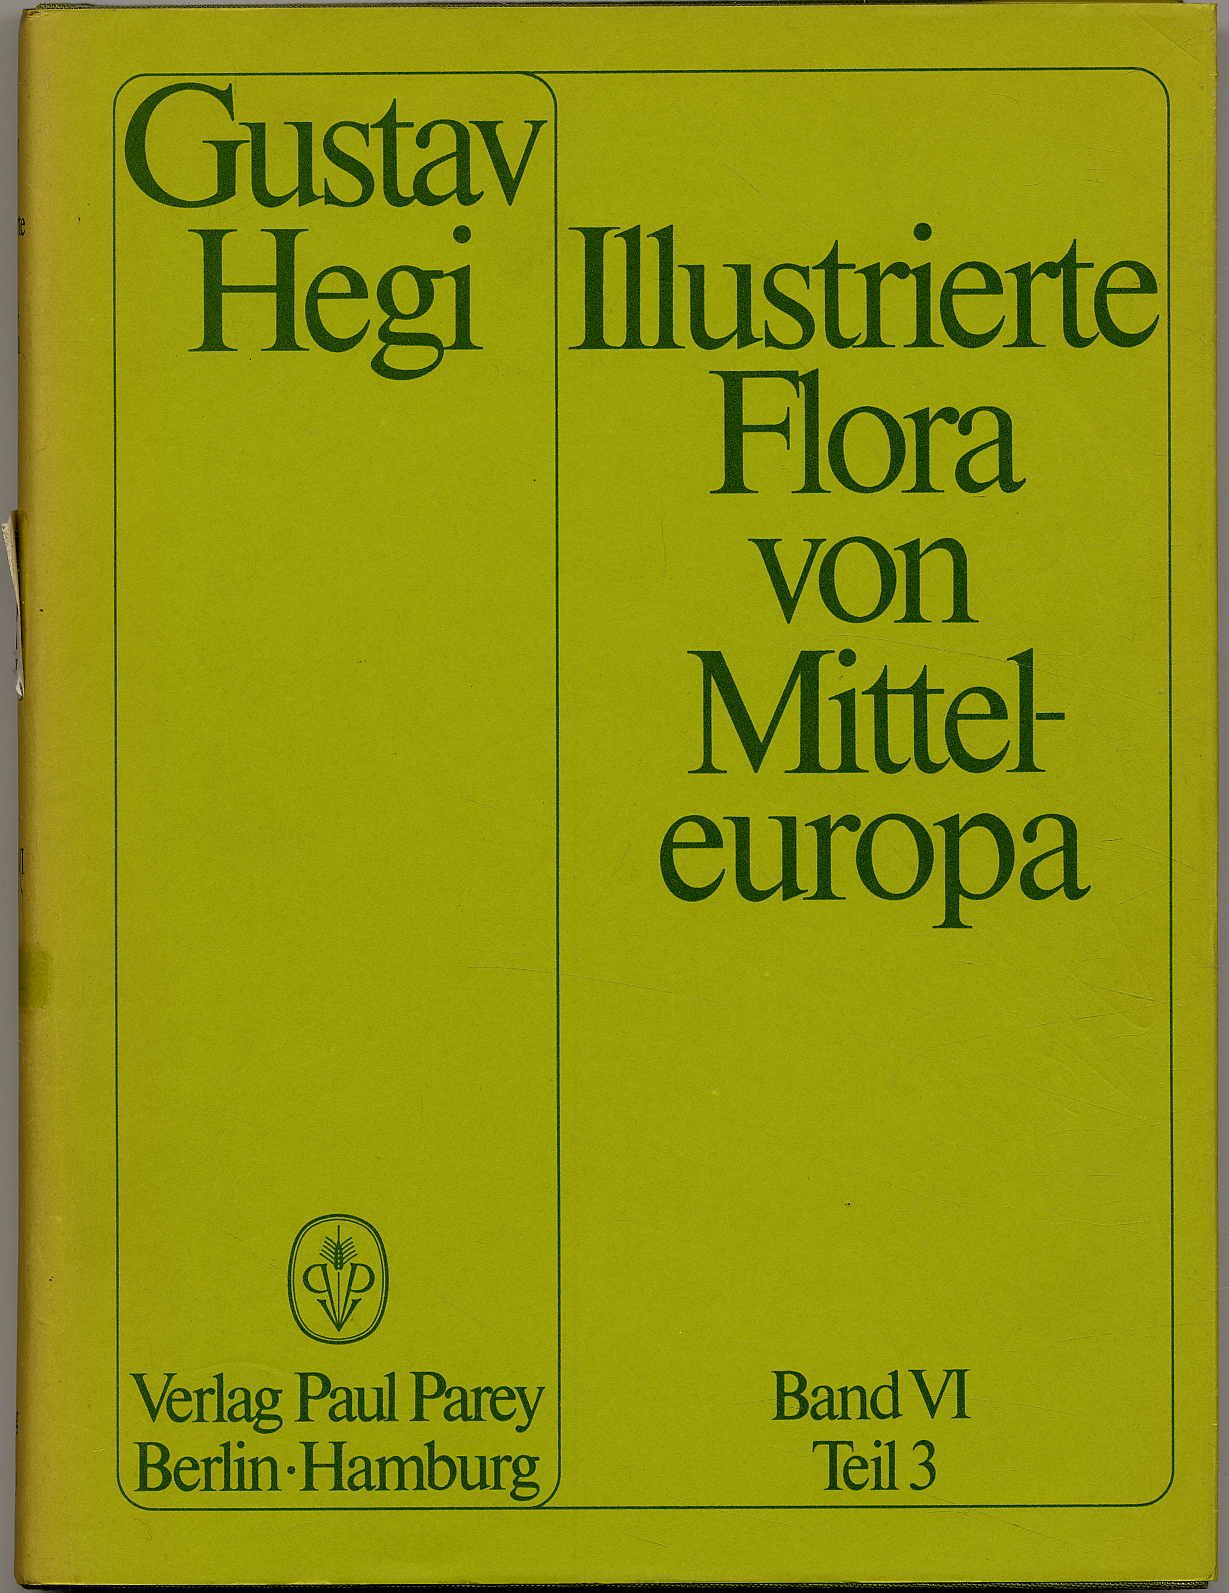 Gustav
Hegi
Illustrierte
Flora
von
Mittel-
europa
Verlag Paul Parey
Berlin·Hamburg
Band VI
Teil 3